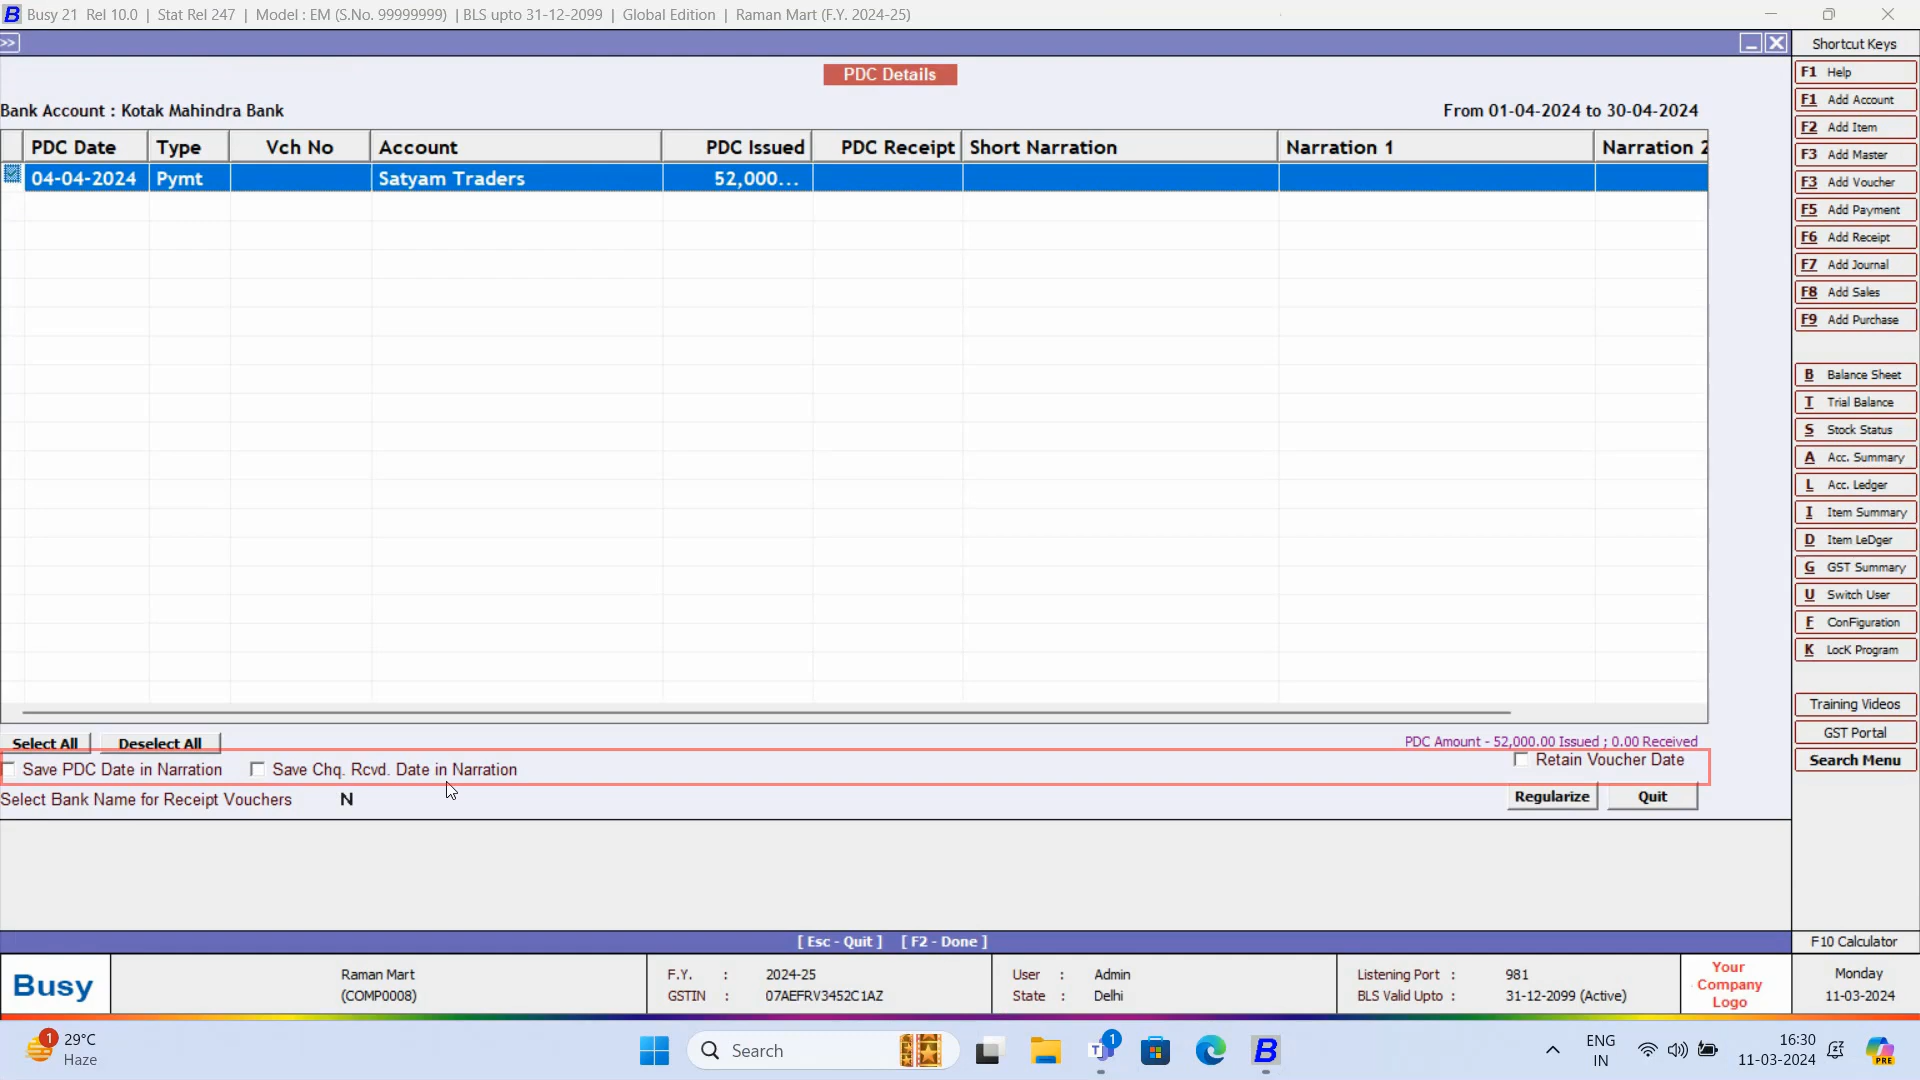 Busy 21 Rel 10.0 | Stat Rel 247 | Model : EM (S.No. 99999999) | BLS upto 31-12-2099 | Global Edition | Raman Mart (F.Y. 2024-25)
>>
Shortcut Keys
PDC Details
Bank Account : Kotak Mahindra Bank
From 01-04-2024 to 30-04-2024
PDC Date Type Vch No Account PDC Issued PDC Receipt Short Narration Narration 1 Narration 2
04-04-2024 Pymt Satyam Traders 52,000...
Select All Deselect All
PDC Amount - 52,000.00 Issued ; 0.00 Received
Save PDC Date in Narration Save Chq. Rcvd. Date in Narration Retain Voucher Date
Select Bank Name for Receipt Vouchers N
Regularize Quit
[ Esc - Quit ] [ F2 - Done ]
F1 Help
F1 Add Account
F2 Add Item
F3 Add Master
F3 Add Voucher
F5 Add Payment
F6 Add Receipt
F7 Add Journal
F8 Add Sales
F9 Add Purchase
B Balance Sheet
T Trial Balance
S Stock Status
A Acc. Summary
L Acc. Ledger
I Item Summary
D Item LeDger
G GST Summary
U Switch User
F ConFiguration
K LocK Program
Training Videos
GST Portal
Search Menu
F10 Calculator
Busy
Raman Mart
(COMP0008)
F.Y. : 2024-25
GSTIN : 07AEFRV3452C1AZ
User : Admin
State : Delhi
Listening Port : 981
BLS Valid Upto : 31-12-2099 (Active)
Your
Company
Logo
Monday
11-03-2024
1
29°C
Haze
Search
1
ENG
IN
16:30
11-03-2024
PRE